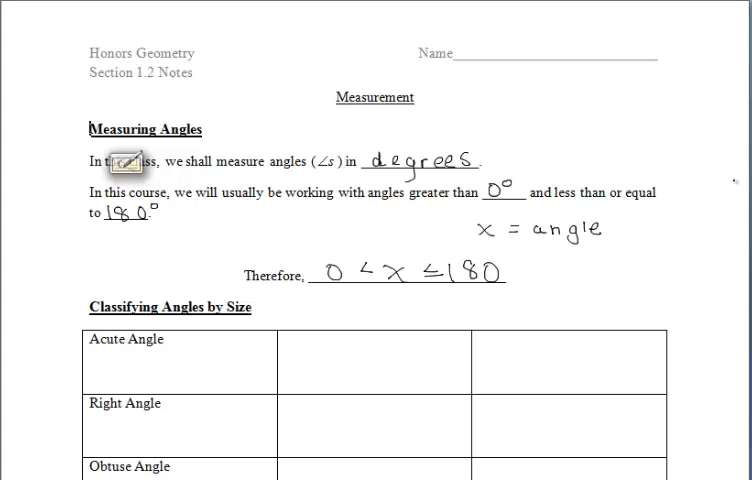 Honors Geometry Name
Section 1.2 Notes
Measurement
Measuring Angles
In, we shall measure angles (∠s) in degrees.
In this course, we will usually be working with angles greater than 0° and less than or equal
to 180°.
x = angle
Therefore, 0 < x ≤ 180
Classifying Angles by Size
Acute Angle
Right Angle
Obtuse Angle